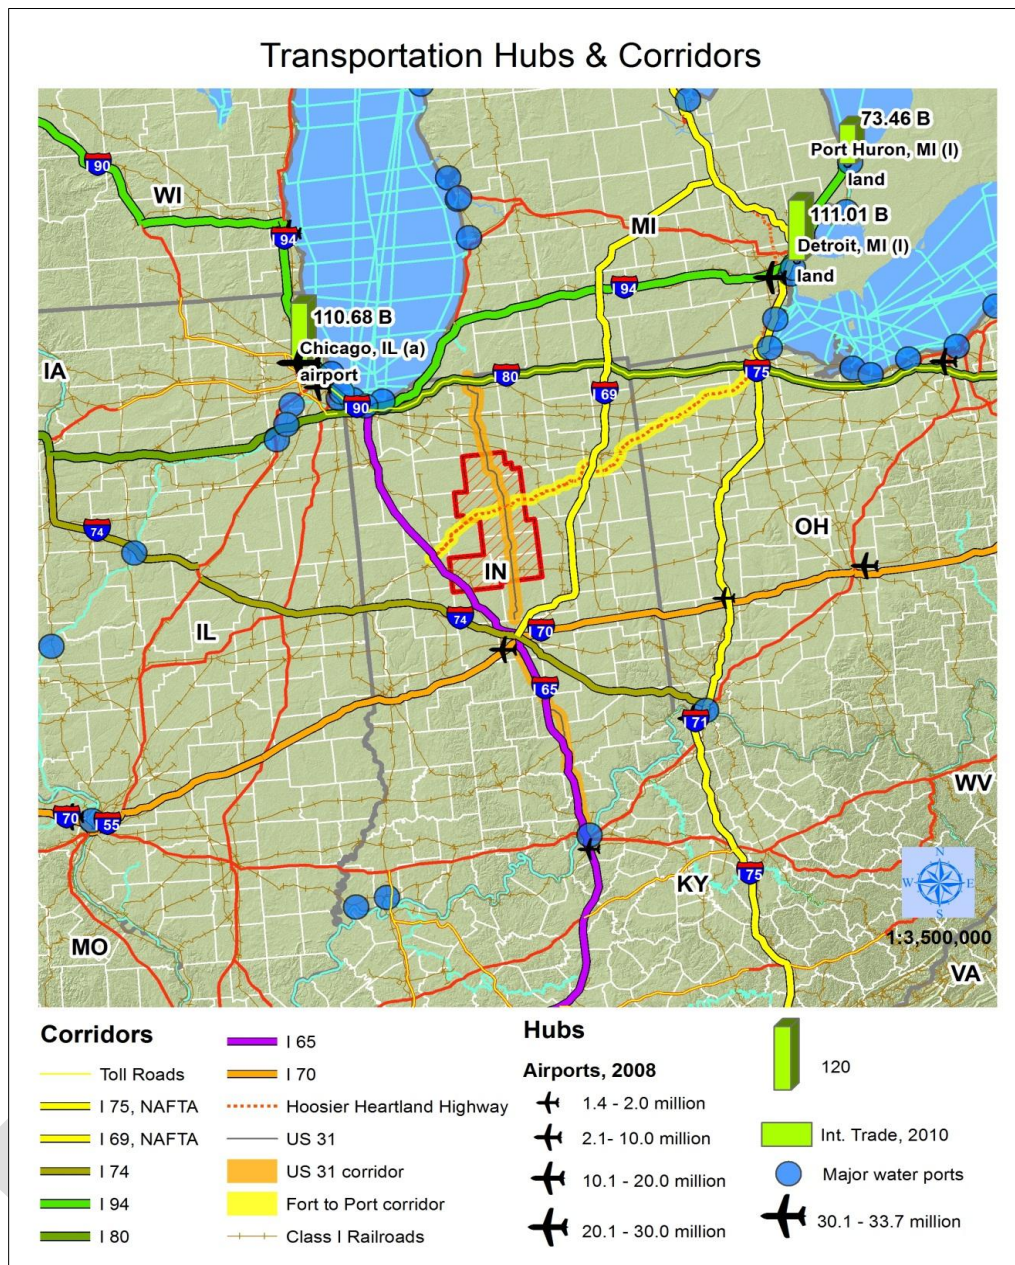 Transportation Hubs & Corridors
73.46 B
Port Huron, MI (l)
land
I 90
WI
111.01 B
MI
Detroit, MI (l)
land
I 94
I 94
110.68 B
Chicago, IL (a)
airport
IA
I 80
I 75
I 69
I 90
I 74
OH
IN
I 74
I 70
IL
I 65
I 71
WV
I 70
I 55
I 75
KY
N
W
E
S
1:3,500,000
MO
VA
Corridors
Toll Roads
I 75, NAFTA
I 69, NAFTA
I 74
I 94
I 80
I 65
I 70
Hoosier Heartland Highway
US 31
US 31 corridor
Fort to Port corridor
Class I Railroads
Hubs
Airports, 2008
1.4 - 2.0 million
2.1- 10.0 million
10.1 - 20.0 million
20.1 - 30.0 million
120
Int. Trade, 2010
Major water ports
30.1 - 33.7 million